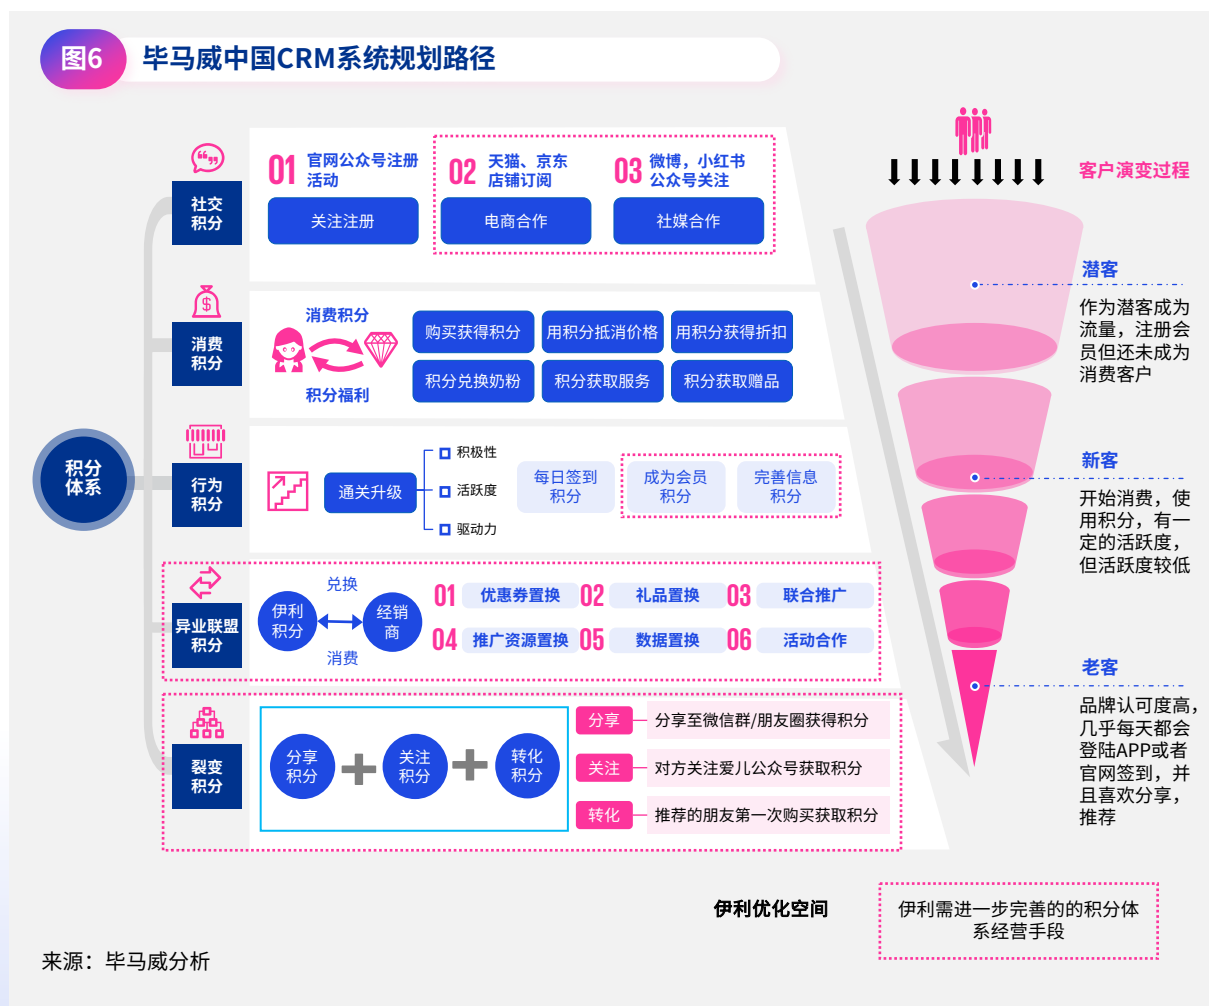 图6
毕马威中国CRM系统规划路径
客户演变过程
积分
体系
社交
积分
01
官网公众号注册
活动
关注注册
02
天猫、京东
店铺订阅
电商合作
03
微博，小红书
公众号关注
社媒合作
$
消费
积分
消费积分
积分福利
购买获得积分
用积分抵消价格
用积分获得折扣
积分兑换奶粉
积分获取服务
积分获取赠品
行为
积分
通关升级
积极性
活跃度
驱动力
每日签到
积分
成为会员
积分
完善信息
积分
异业联盟
积分
伊利
积分
兑换
消费
经销
商
01 优惠券置换
02 礼品置换
03 联合推广
04 推广资源置换
05 数据置换
06 活动合作
裂变
积分
分享
积分
关注
积分
转化
积分
分享 分享至微信群/朋友圈获得积分
关注 对方关注爱儿公众号获取积分
转化 推荐的朋友第一次购买获取积分
潜客
作为潜客成为
流量，注册会
员但还未成为
消费客户
新客
开始消费，使
用积分，有一
定的活跃度，
但活跃度较低
老客
品牌认可度高，
几乎每天都会
登陆APP或者
官网签到，并
且喜欢分享，
推荐
伊利优化空间
伊利需进一步完善的的积分体
系经营手段
来源：毕马威分析